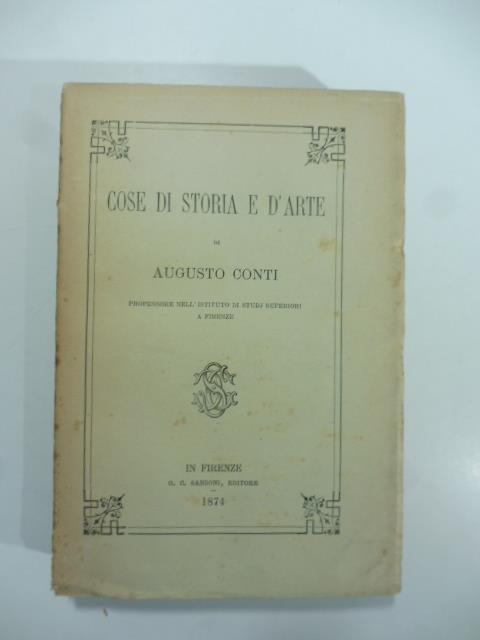 COSE DI STORIA E D'ARTE
DI
AUGUSTO CONTI
PROFESSORE NELL'ISTITUTO DI STUDJ SUPERIORI
A FIRENZE
IN FIRENZE
G. C. SANSONI, EDITORE
1874